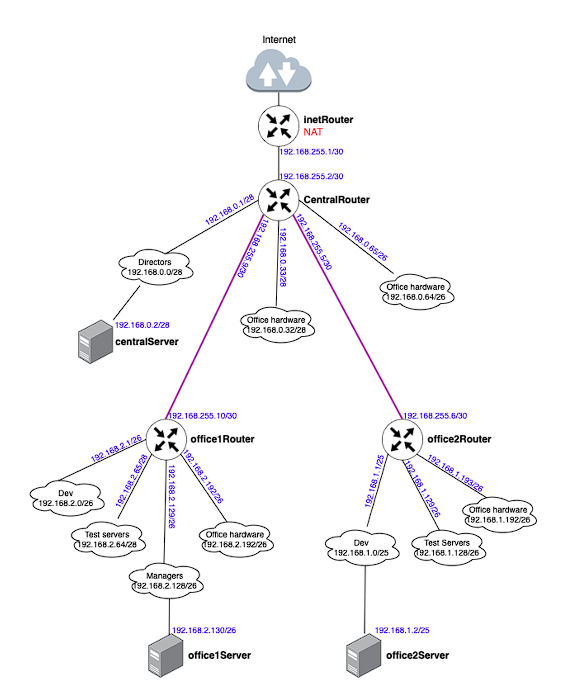 Internet
inetRouter
NAT
192.168.255.1/30
192.168.255.2/30
CentralRouter
192.168.0.1/28
192.168.255.9/30
192.168.0.33/28
192.168.255.5/30
192.168.0.65/26
Directors
192.168.0.0/28
Office hardware
192.168.0.64/26
Office hardware
192.168.0.32/28
192.168.0.2/28
centralServer
192.168.255.10/30
office1Router
192.168.255.6/30
office2Router
192.168.2.1/26
192.168.2.65/28
192.168.2.129/26
192.168.2.192/26
192.168.1.1/25
192.168.1.129/26
192.168.1.193/26
Dev
192.168.2.0/26
Test servers
192.168.2.64/28
Office hardware
192.168.2.192/26
Managers
192.168.2.128/26
Office hardware
192.168.1.192/26
Dev
192.168.1.0/25
Test Servers
192.168.1.128/26
192.168.2.130/26
office1Server
192.168.1.2/25
office2Server